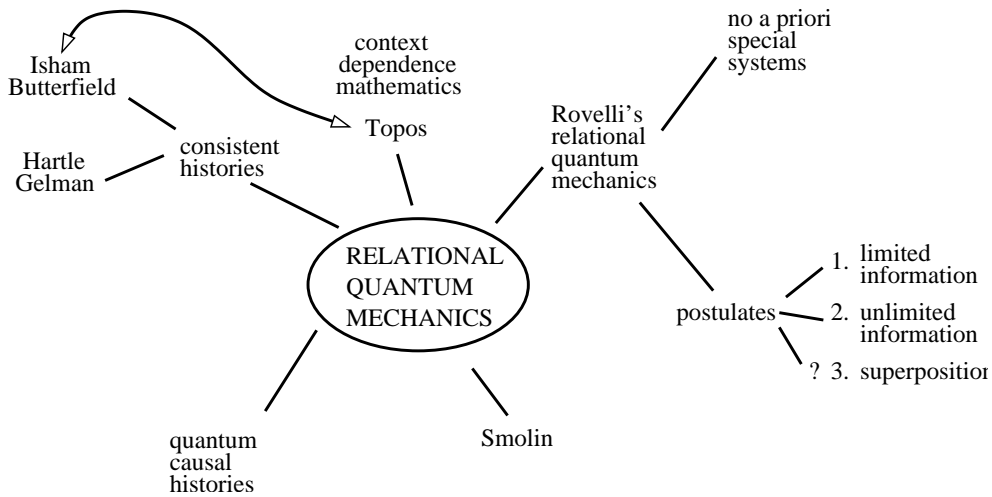 no a priori
special
systems
Isham
Butterfield
context
dependence
mathematics
Topos
Rovelli's
relational
quantum
mechanics
consistent
histories
Hartle
Gelman
RELATIONAL
QUANTUM
MECHANICS
postulates
1. limited
information
2. unlimited
information
? 3. superposition
quantum
causal
histories
Smolin